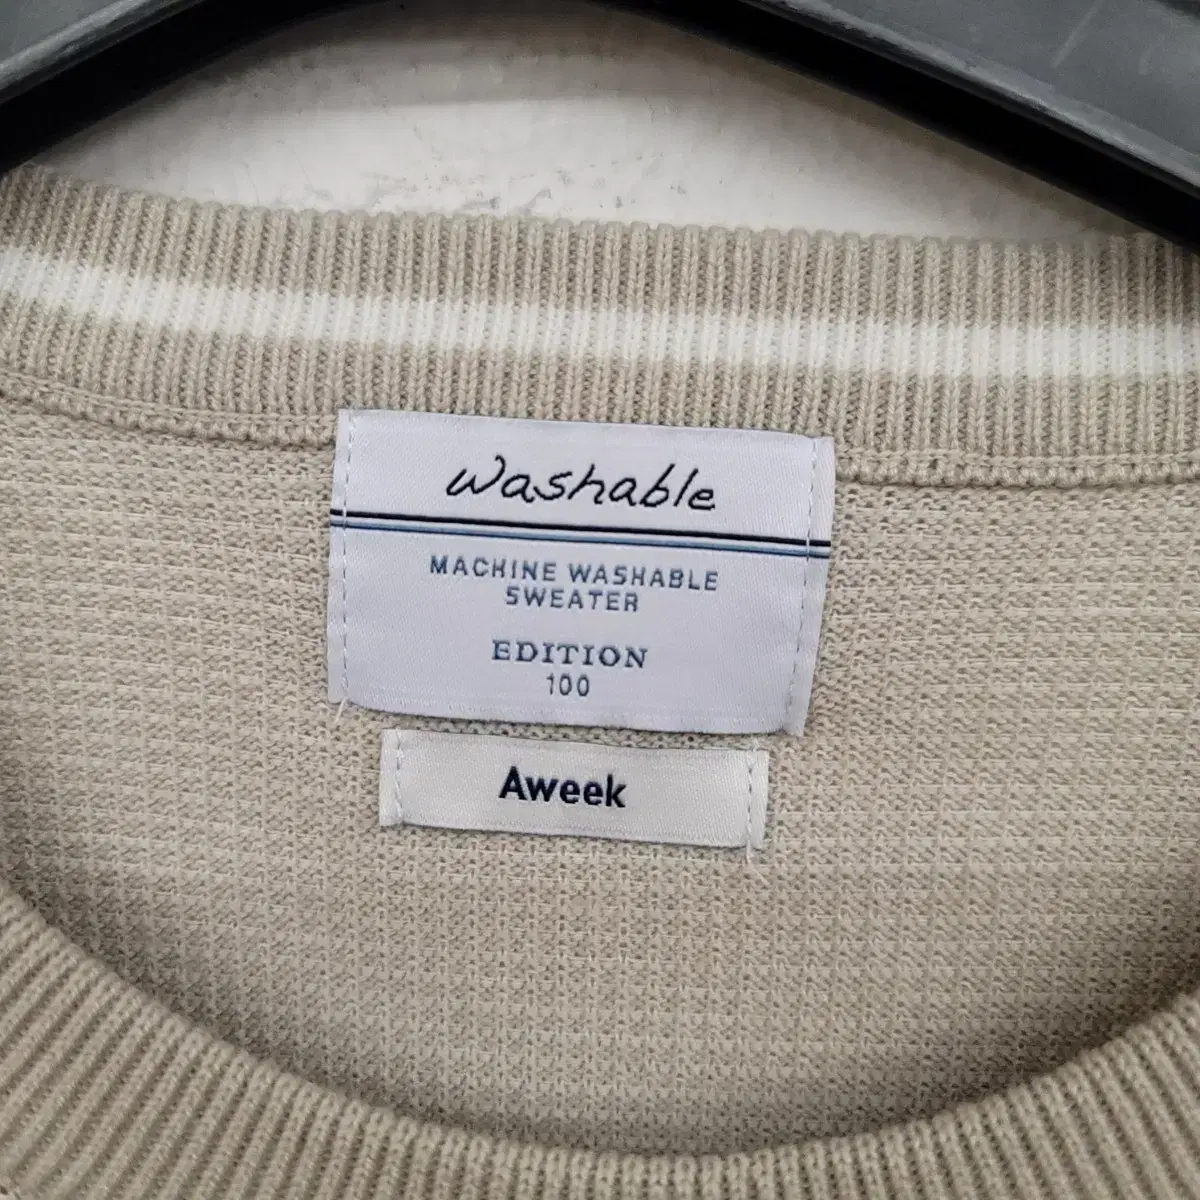 Washable
MACHINE WASHABLE
SWEATER
EDITION
100
Aweek